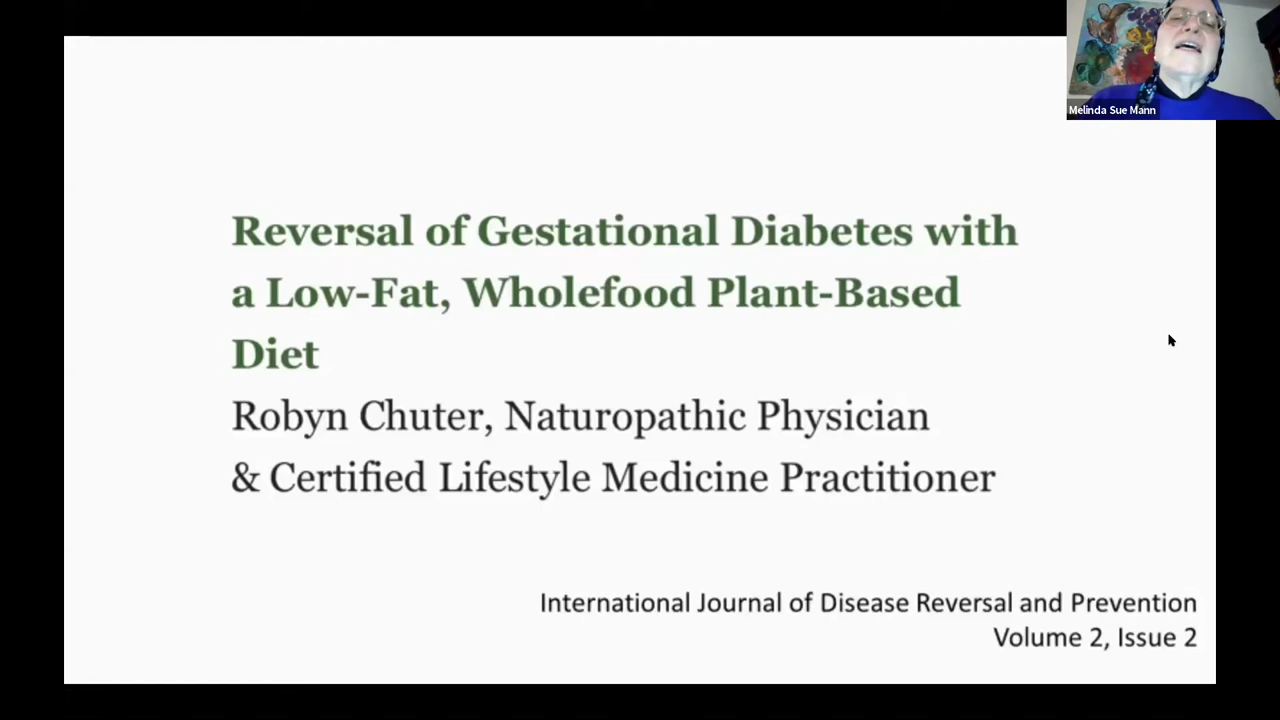 Melinda Sue Mann
Reversal of Gestational Diabetes with
a Low-Fat, Wholefood Plant-Based
Diet
Robyn Chuter, Naturopathic Physician
& Certified Lifestyle Medicine Practitioner
International Journal of Disease Reversal and Prevention
Volume 2, Issue 2